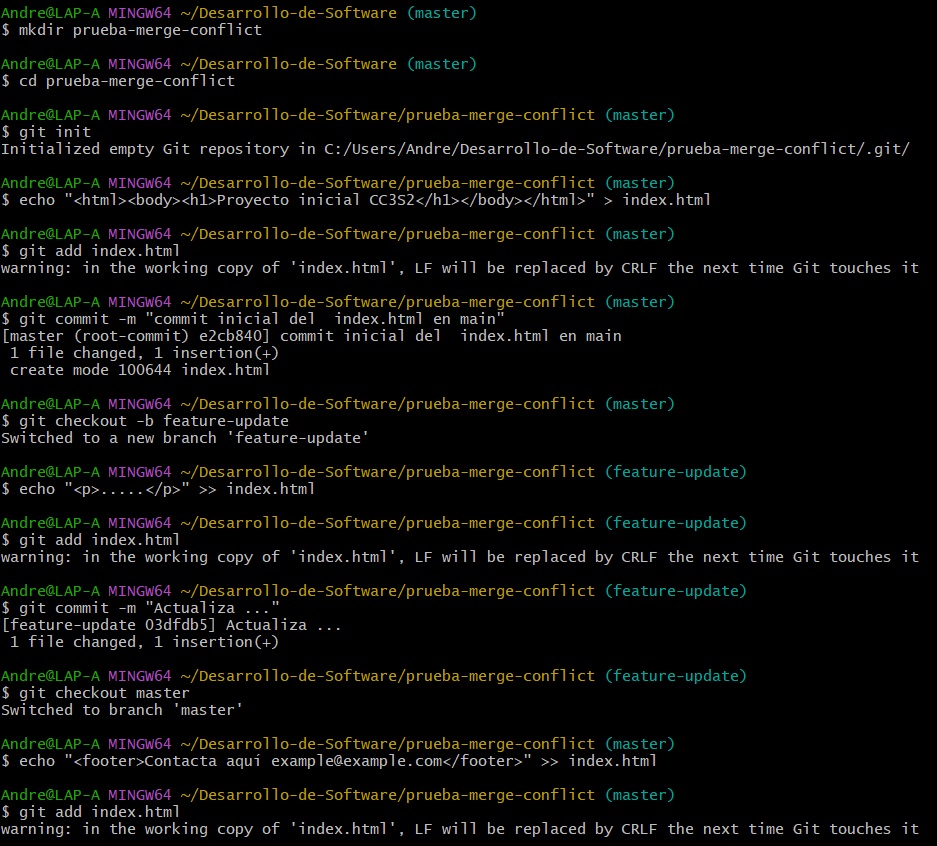 Andre@LAP-A MINGW64 ~/Desarrollo-de-Software (master)
$ mkdir prueba-merge-conflict
Andre@LAP-A MINGW64 ~/Desarrollo-de-Software (master)
$ cd prueba-merge-conflict
Andre@LAP-A MINGW64 ~/Desarrollo-de-Software/prueba-merge-conflict (master)
$ git init
Initialized empty Git repository in C:/Users/Andre/Desarrollo-de-Software/prueba-merge-conflict/.git/
Andre@LAP-A MINGW64 ~/Desarrollo-de-Software/prueba-merge-conflict (master)
$ echo "<html><body><h1>Proyecto inicial CC3S2</h1></body></html>" > index.html
Andre@LAP-A MINGW64 ~/Desarrollo-de-Software/prueba-merge-conflict (master)
$ git add index.html
warning: in the working copy of 'index.html', LF will be replaced by CRLF the next time Git touches it
Andre@LAP-A MINGW64 ~/Desarrollo-de-Software/prueba-merge-conflict (master)
$ git commit -m "commit inicial del  index.html en main"
[master (root-commit) e2cb840] commit inicial del  index.html en main
 1 file changed, 1 insertion(+)
 create mode 100644 index.html
Andre@LAP-A MINGW64 ~/Desarrollo-de-Software/prueba-merge-conflict (master)
$ git checkout -b feature-update
Switched to a new branch 'feature-update'
Andre@LAP-A MINGW64 ~/Desarrollo-de-Software/prueba-merge-conflict (feature-update)
$ echo "<p>.....</p>" >> index.html
Andre@LAP-A MINGW64 ~/Desarrollo-de-Software/prueba-merge-conflict (feature-update)
$ git add index.html
warning: in the working copy of 'index.html', LF will be replaced by CRLF the next time Git touches it
Andre@LAP-A MINGW64 ~/Desarrollo-de-Software/prueba-merge-conflict (feature-update)
$ git commit -m "Actualiza ..."
[feature-update 03dfdb5] Actualiza ...
 1 file changed, 1 insertion(+)
Andre@LAP-A MINGW64 ~/Desarrollo-de-Software/prueba-merge-conflict (feature-update)
$ git checkout master
Switched to branch 'master'
Andre@LAP-A MINGW64 ~/Desarrollo-de-Software/prueba-merge-conflict (master)
$ echo "<footer>Contacta aquí example@example.com</footer>" >> index.html
Andre@LAP-A MINGW64 ~/Desarrollo-de-Software/prueba-merge-conflict (master)
$ git add index.html
warning: in the working copy of 'index.html', LF will be replaced by CRLF the next time Git touches it